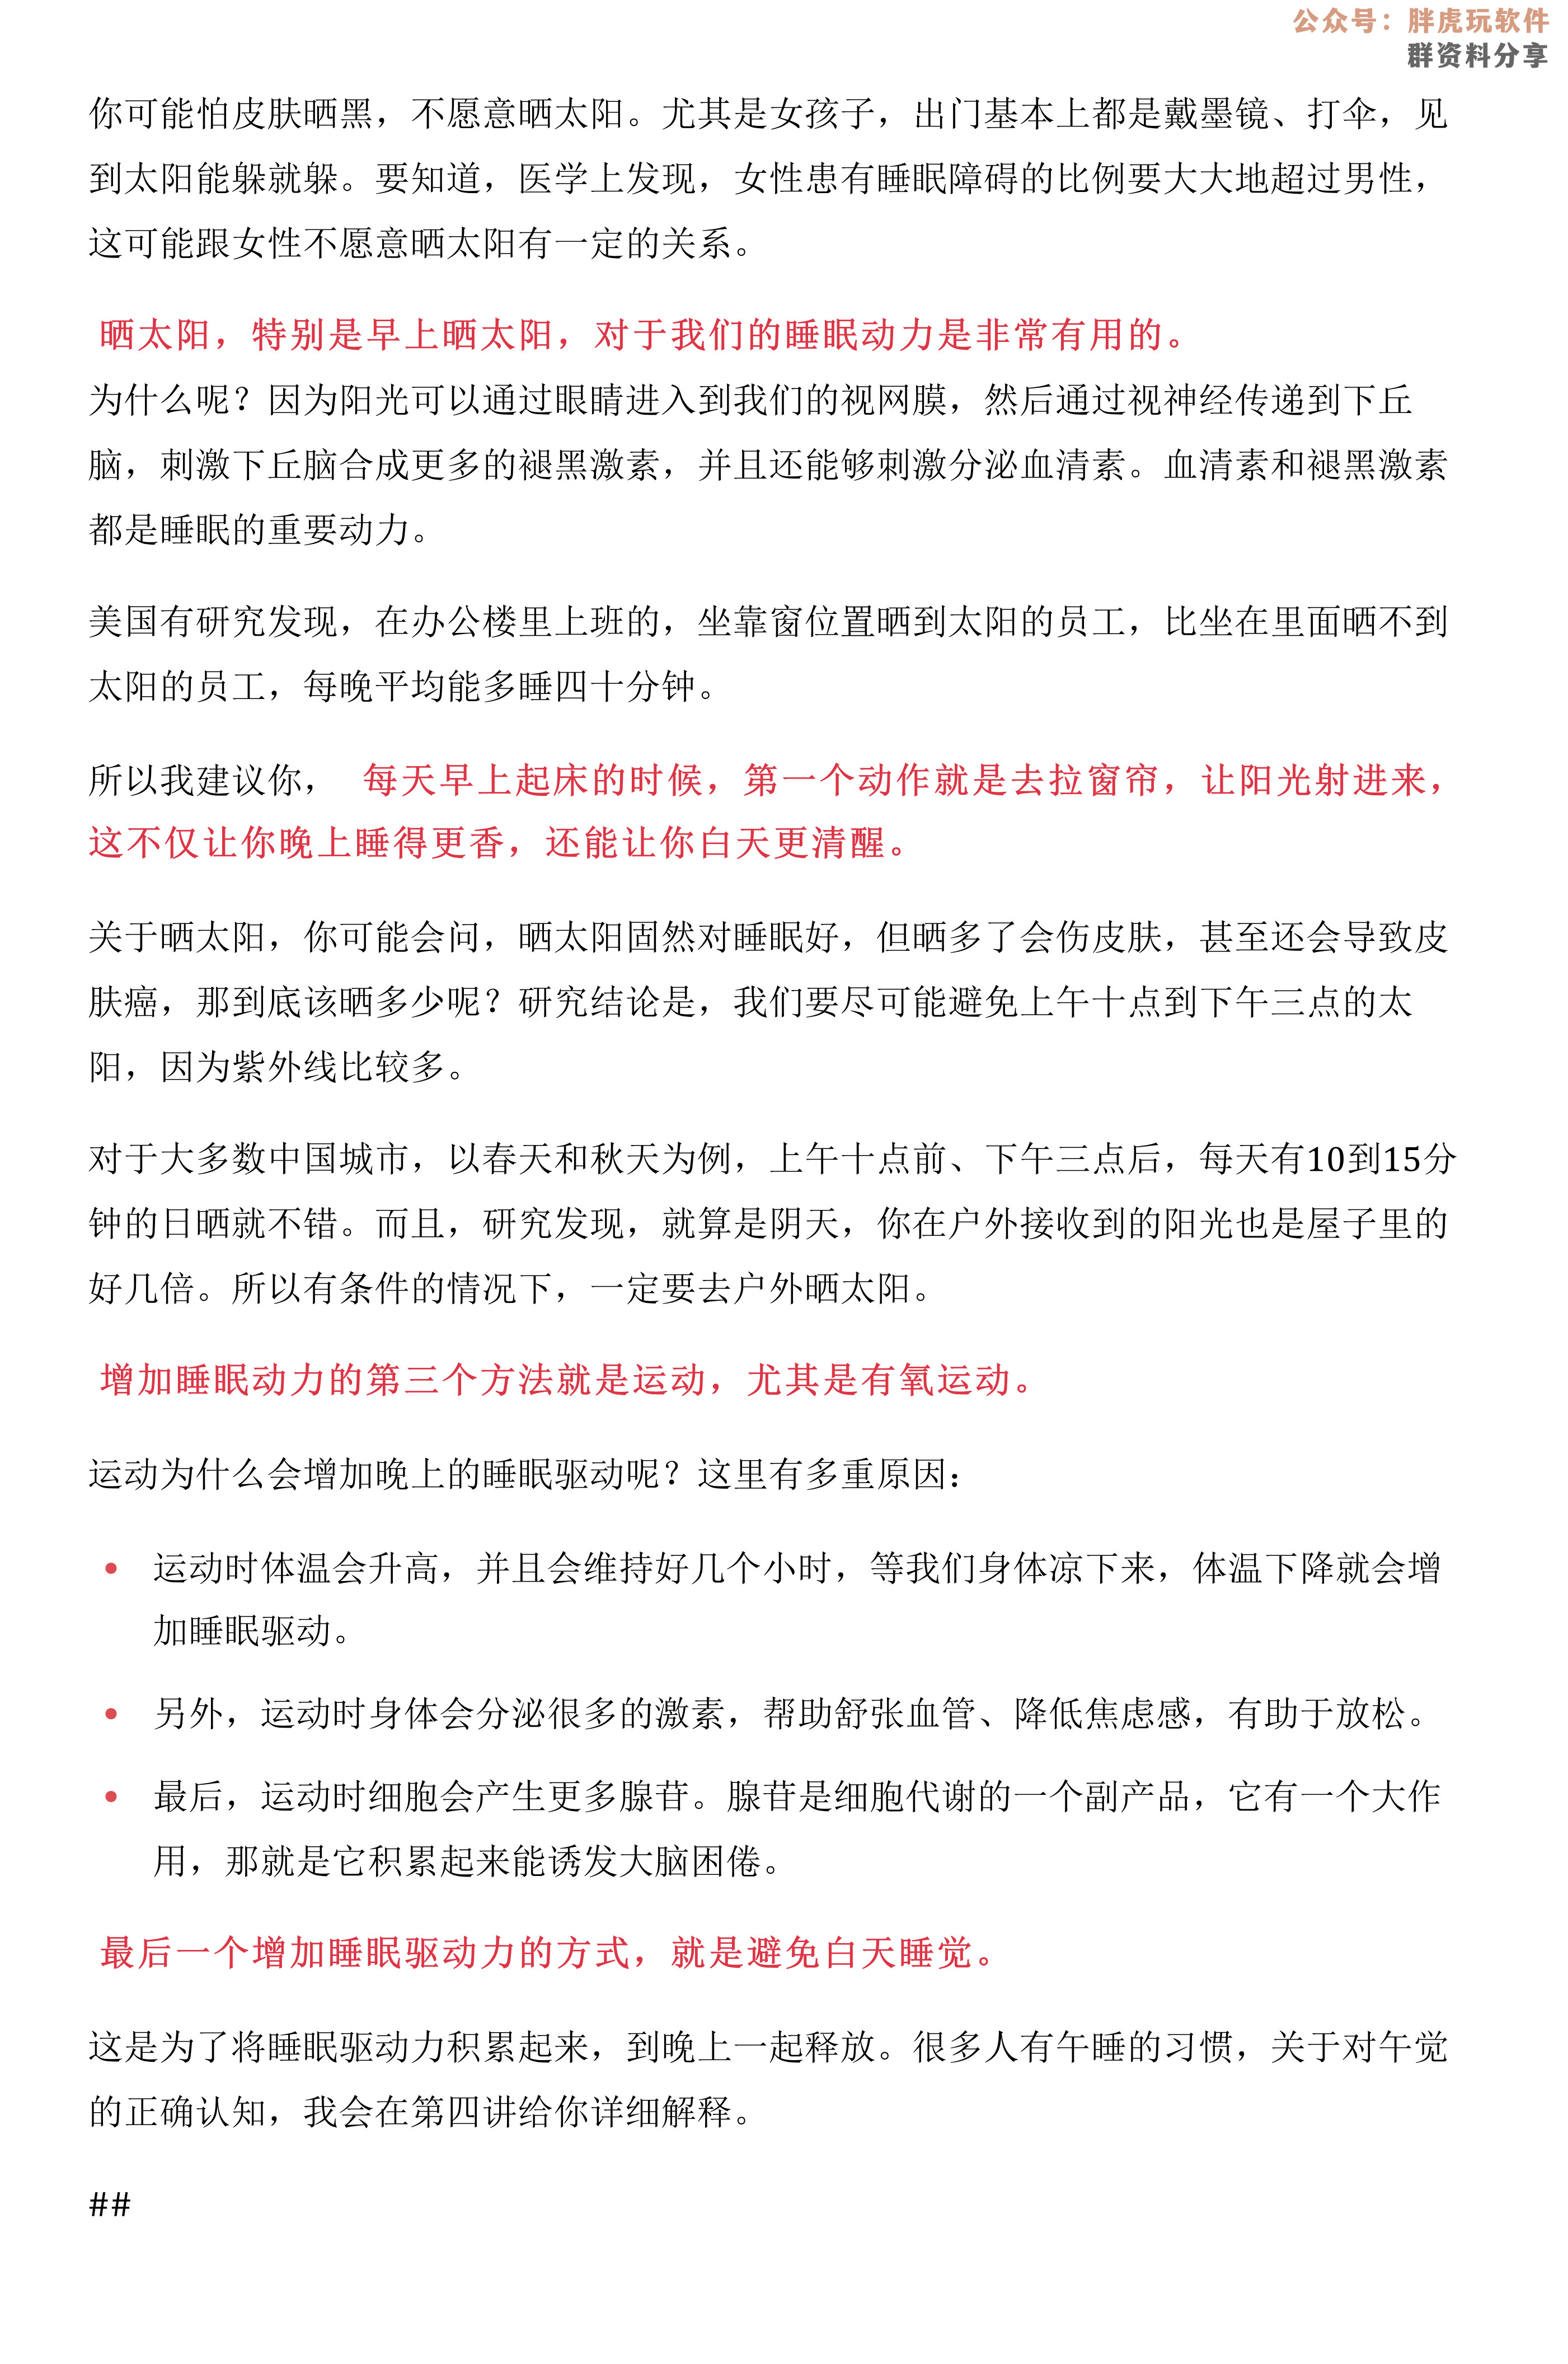 公众号：胖虎玩软件
群资料分享
你可能怕皮肤晒黑，不愿意晒太阳。尤其是女孩子，出门基本上都是戴墨镜、打伞，见
到太阳能躲就躲。要知道，医学上发现，女性患有睡眠障碍的比例要大大地超过男性，
这可能跟女性不愿意晒太阳有一定的关系。
晒太阳，特别是早上晒太阳，对于我们的睡眠动力是非常有用的。
为什么呢？因为阳光可以通过眼睛进入到我们的视网膜，然后通过视神经传递到下丘
脑，刺激下丘脑合成更多的褪黑激素，并且还能够刺激分泌血清素。血清素和褪黑激素
都是睡眠的重要动力。
美国有研究发现，在办公楼里上班的，坐靠窗位置晒到太阳的员工，比坐在里面晒不到
太阳的员工，每晚平均能多睡四十分钟。
所以我建议你， 每天早上起床的时候，第一个动作就是去拉窗帘，让阳光射进来，
这不仅让你晚上睡得更香，还能让你白天更清醒。
关于晒太阳，你可能会问，晒太阳固然对睡眠好，但晒多了会伤皮肤，甚至还会导致皮
肤癌，那到底该晒多少呢？研究结论是，我们要尽可能避免上午十点到下午三点的太
阳，因为紫外线比较多。
对于大多数中国城市，以春天和秋天为例，上午十点前、下午三点后，每天有10到15分
钟的日晒就不错。而且，研究发现，就算是阴天，你在户外接收到的阳光也是屋子里的
好几倍。所以有条件的情况下，一定要去户外晒太阳。
增加睡眠动力的第三个方法就是运动，尤其是有氧运动。
运动为什么会增加晚上的睡眠驱动呢？这里有多重原因：
• 运动时体温会升高，并且会维持好几个小时，等我们身体凉下来，体温下降就会增
加睡眠驱动。
• 另外，运动时身体会分泌很多的激素，帮助舒张血管、降低焦虑感，有助于放松。
• 最后，运动时细胞会产生更多腺苷。腺苷是细胞代谢的一个副产品，它有一个大作
用，那就是它积累起来能诱发大脑困倦。
最后一个增加睡眠驱动力的方式，就是避免白天睡觉。
这是为了将睡眠驱动力积累起来，到晚上一起释放。很多人有午睡的习惯，关于对午觉
的正确认知，我会在第四讲给你详细解释。
##